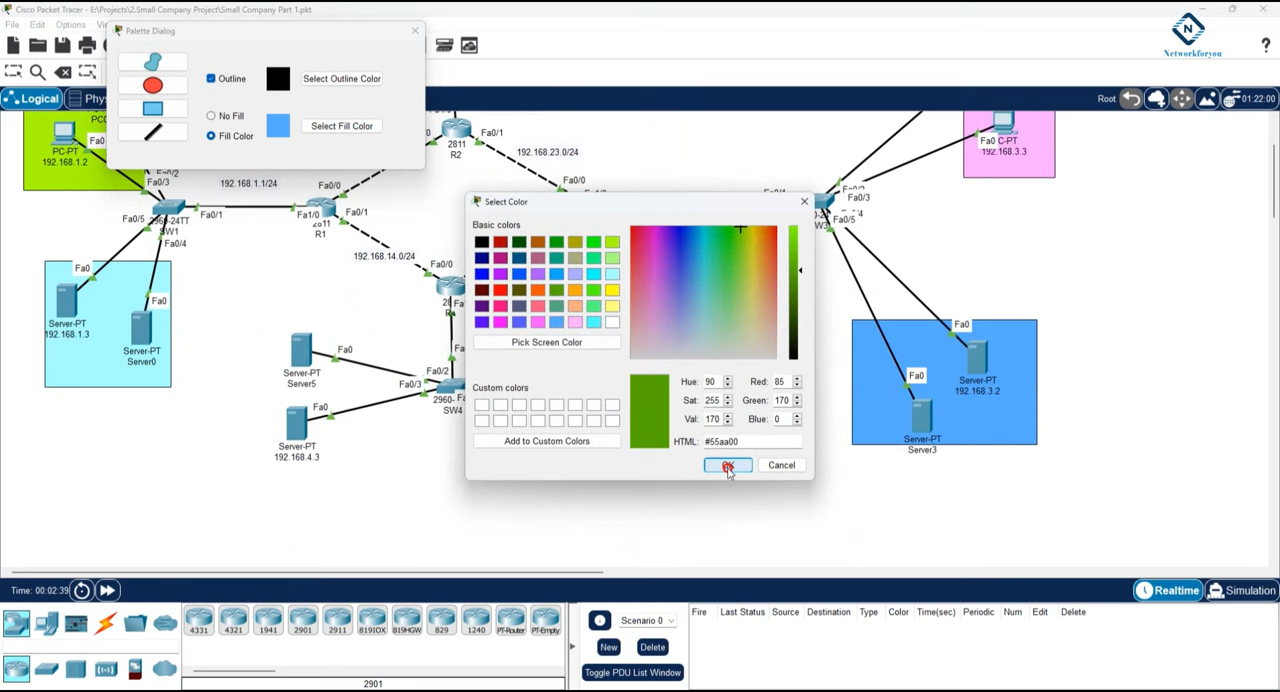 Cisco Packet Tracer - E:\Projects\2.Small Company Project\Small Company Part 1.pkt
File Edit Options
Networkforyou
Palette Dialog
Outline
Select Outline Color
No Fill
Fill Color
Select Fill Color
Logical
Root
01:22:00
PC-PT
192.168.1.2
Fa0
Fa0/3
192.168.1.1/24
Fa0/5
2960-24TT
SW1
Fa0/1
Fa0/4
Fa0/0
Fa1/0
Fa0/1
2811
R1
2811
R2
Fa0/1
192.168.23.0/24
Fa0/0
192.168.14.0/24
Fa0/0
Fa0
192.168.3.3
Fa0/3
Fa0/5
Fa0
Server-PT
192.168.1.3
Fa0
Server-PT
Server0
Server-PT
Server5
Fa0
Fa0/2
Fa0/3
2960-
SW4
Fa0
Server-PT
192.168.4.3
Fa0
Server-PT
192.168.3.2
Fa0
Server-PT
Server3
Select Color
Basic colors
Pick Screen Color
Custom colors
Add to Custom Colors
Hue: 90 Red: 85
Sat: 255 Green: 170
Val: 170 Blue: 0
HTML: #55aa00
Cancel
Time: 00:02:39
Realtime
Simulation
4331 4321 1941 2901 2911 819IOX 819HGW 829 1240 PT-Router PT-Empty
2901
Scenario 0
New
Delete
Toggle PDU List Window
Fire Last Status Source Destination Type Color Time(sec) Periodic Num Edit Delete